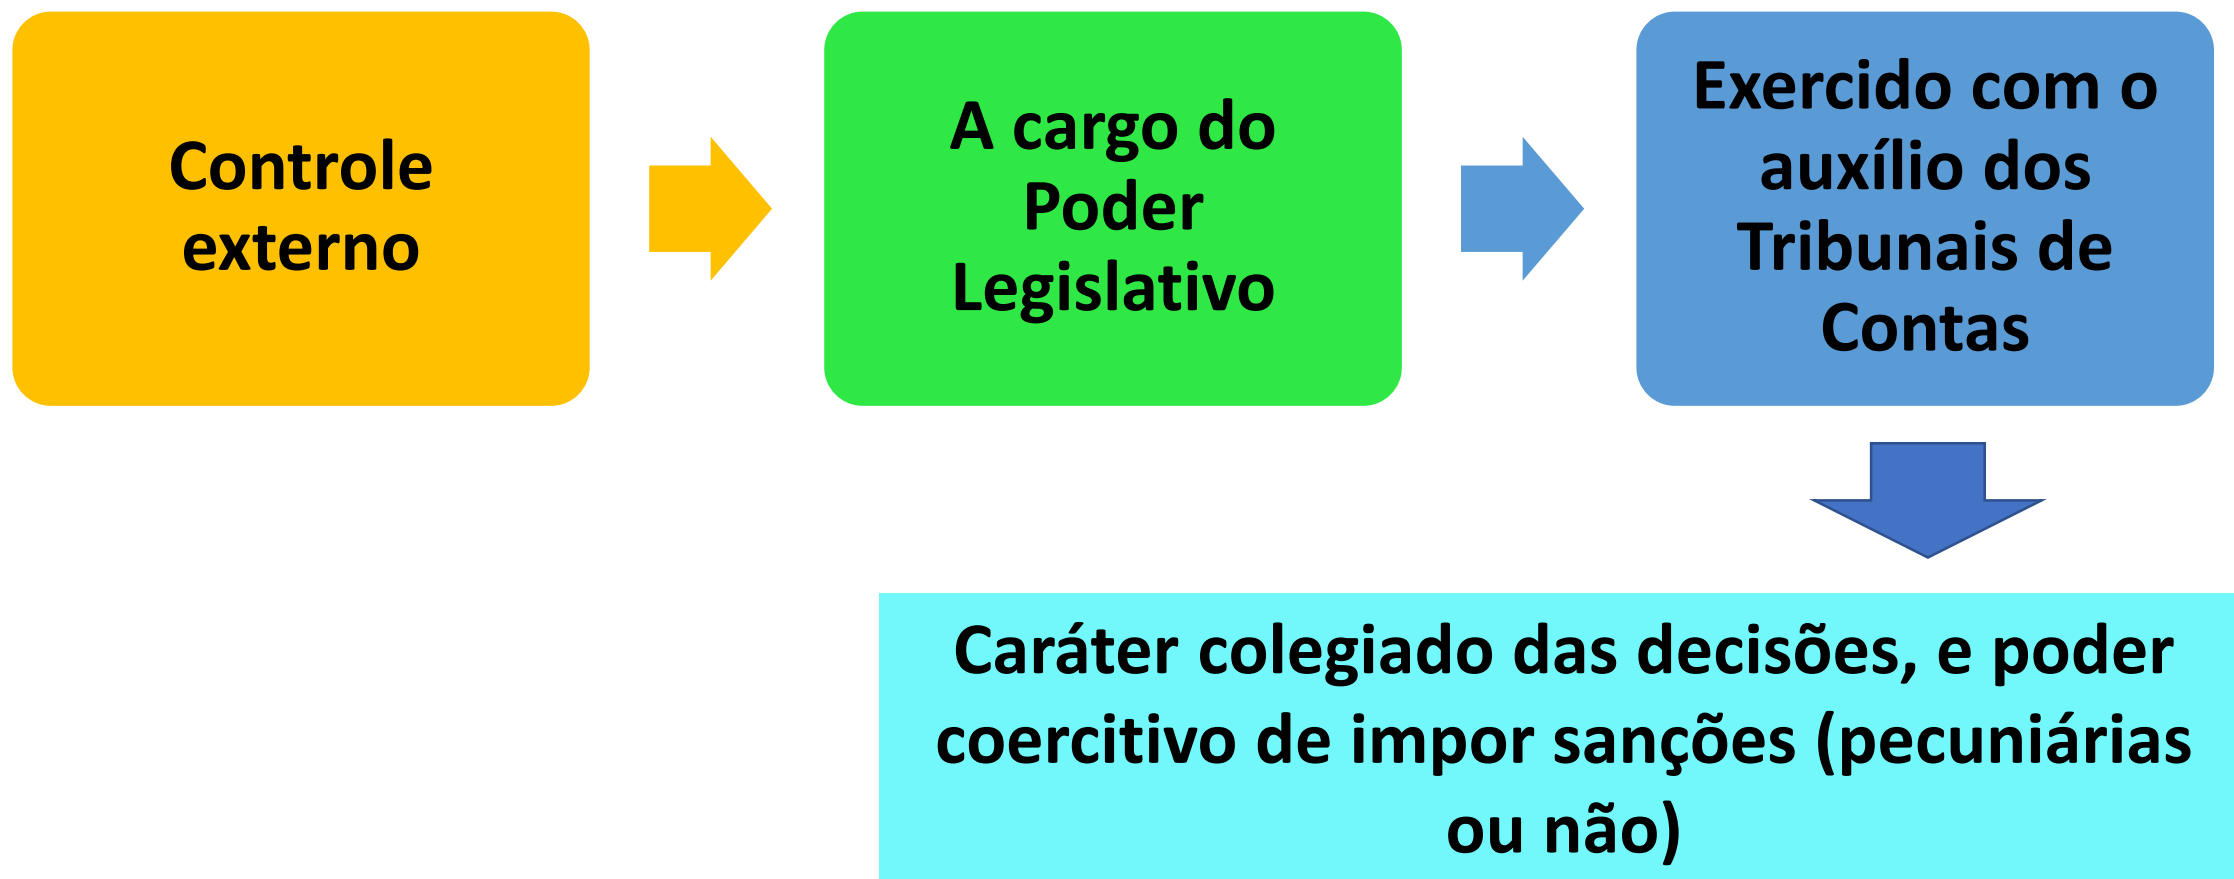 Controle
externo
A cargo do
Poder
Legislativo
Exercido com o
auxílio dos
Tribunais de
Contas
Caráter colegiado das decisões, e poder
coercitivo de impor sanções (pecuniárias
ou não)